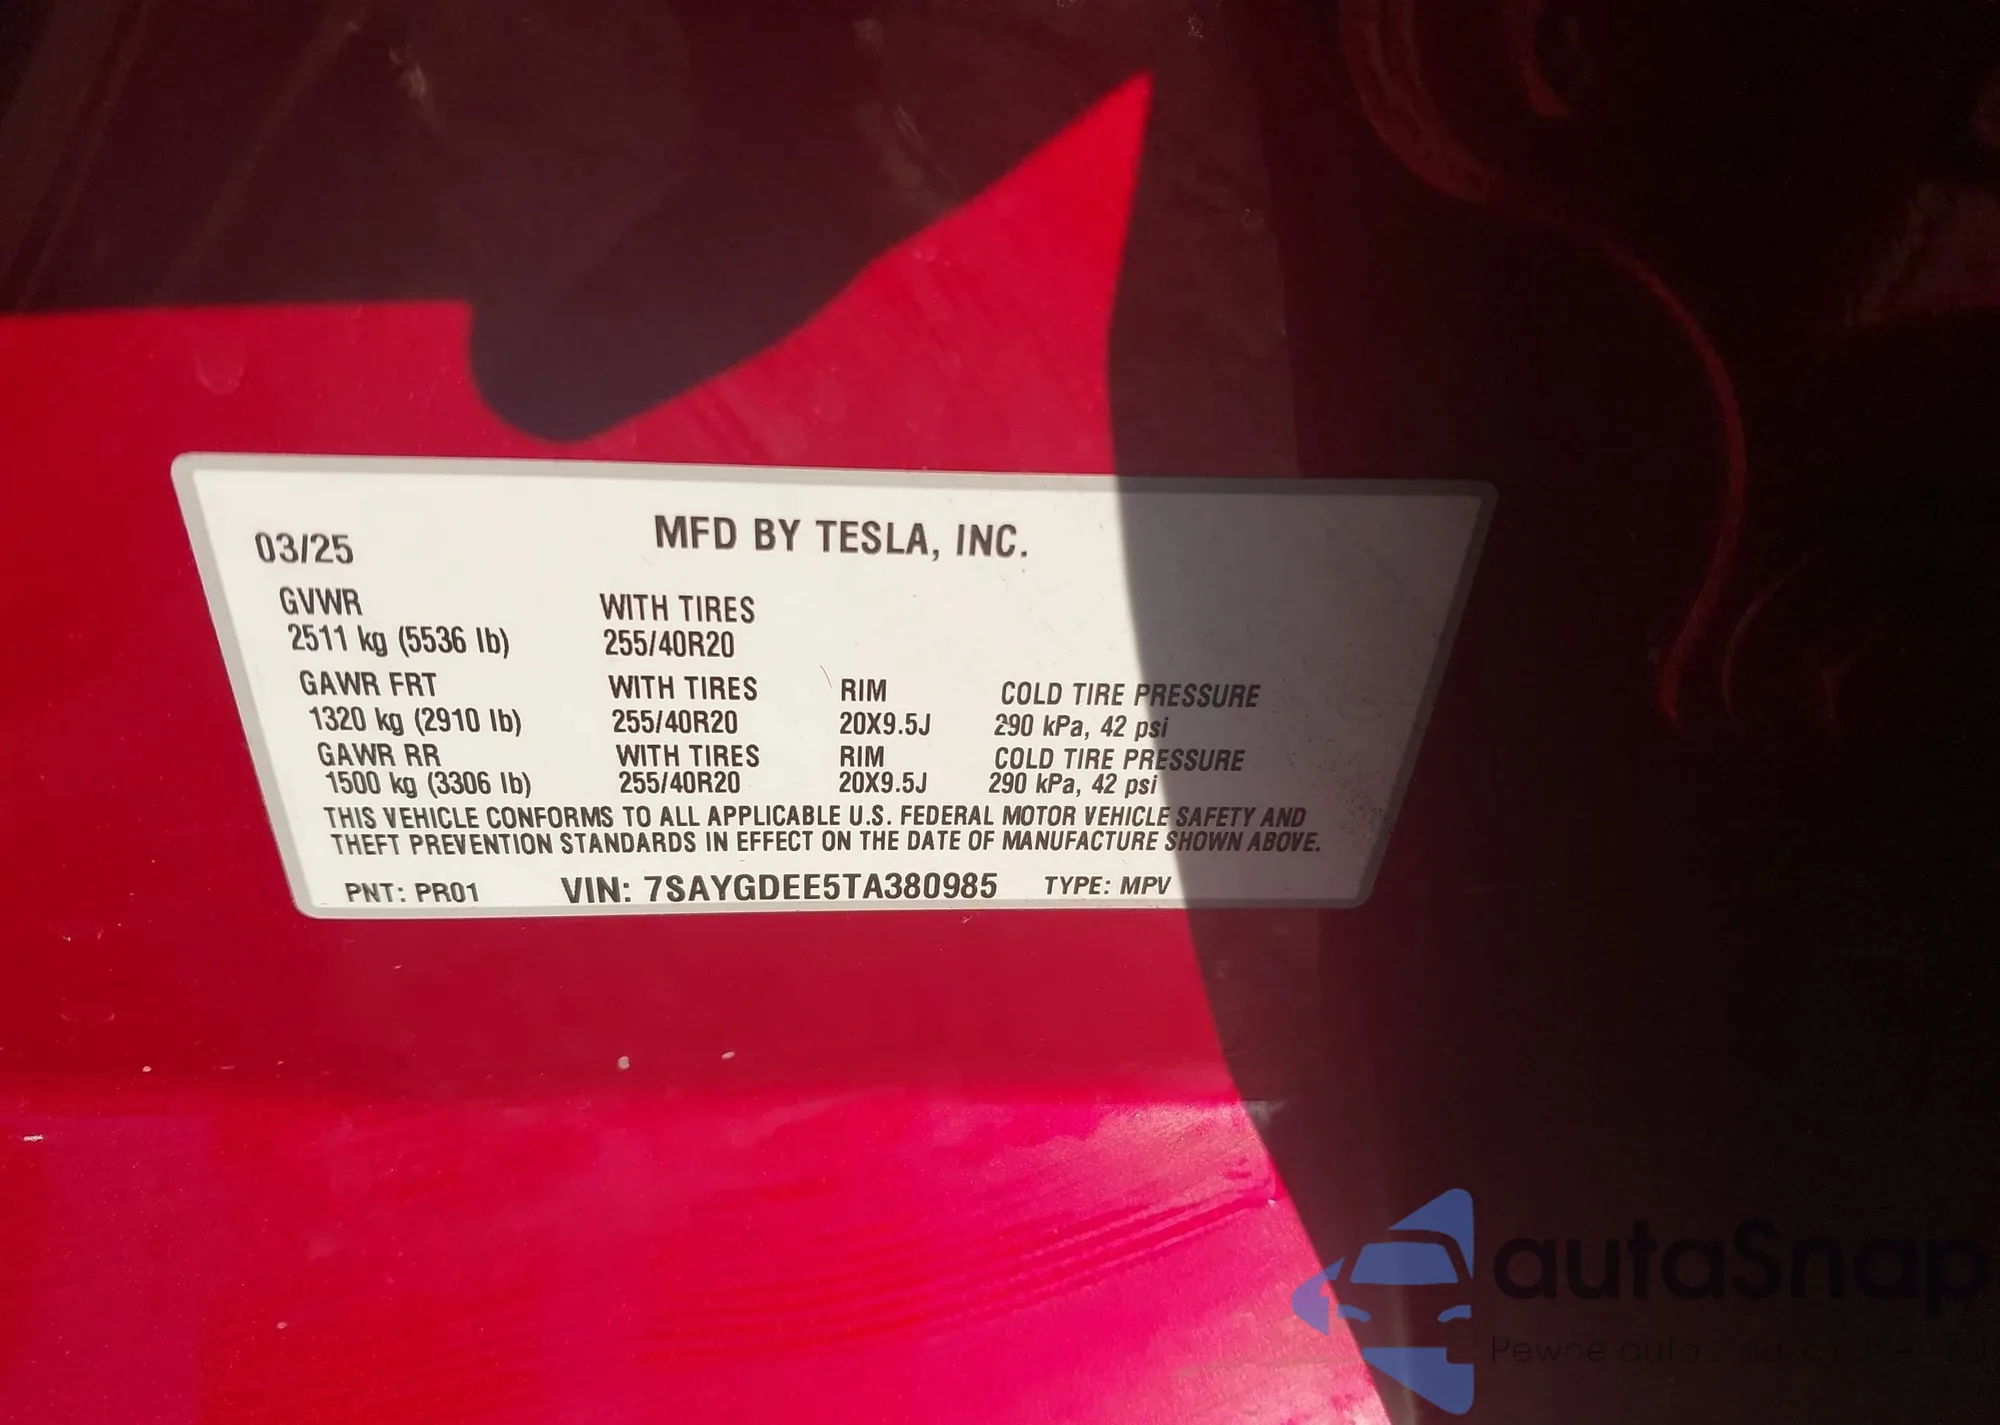 03/25 MFD BY TESLA, INC.
GVWR WITH TIRES
2511 kg (5536 lb) 255/40R20
GAWR FRT WITH TIRES RIM COLD TIRE PRESSURE
1320 kg (2910 lb) 255/40R20 20X9.5J 290 kPa, 42 psi
GAWR RR WITH TIRES RIM COLD TIRE PRESSURE
1500 kg (3306 lb) 255/40R20 20X9.5J 290 kPa, 42 psi
THIS VEHICLE CONFORMS TO ALL APPLICABLE U.S. FEDERAL MOTOR VEHICLE SAFETY AND
THEFT PREVENTION STANDARDS IN EFFECT ON THE DATE OF MANUFACTURE SHOWN ABOVE.
PNT: PR01 VIN: 7SAYGDEE5TA380985 TYPE: MPV
autaSnap
Pewne auta